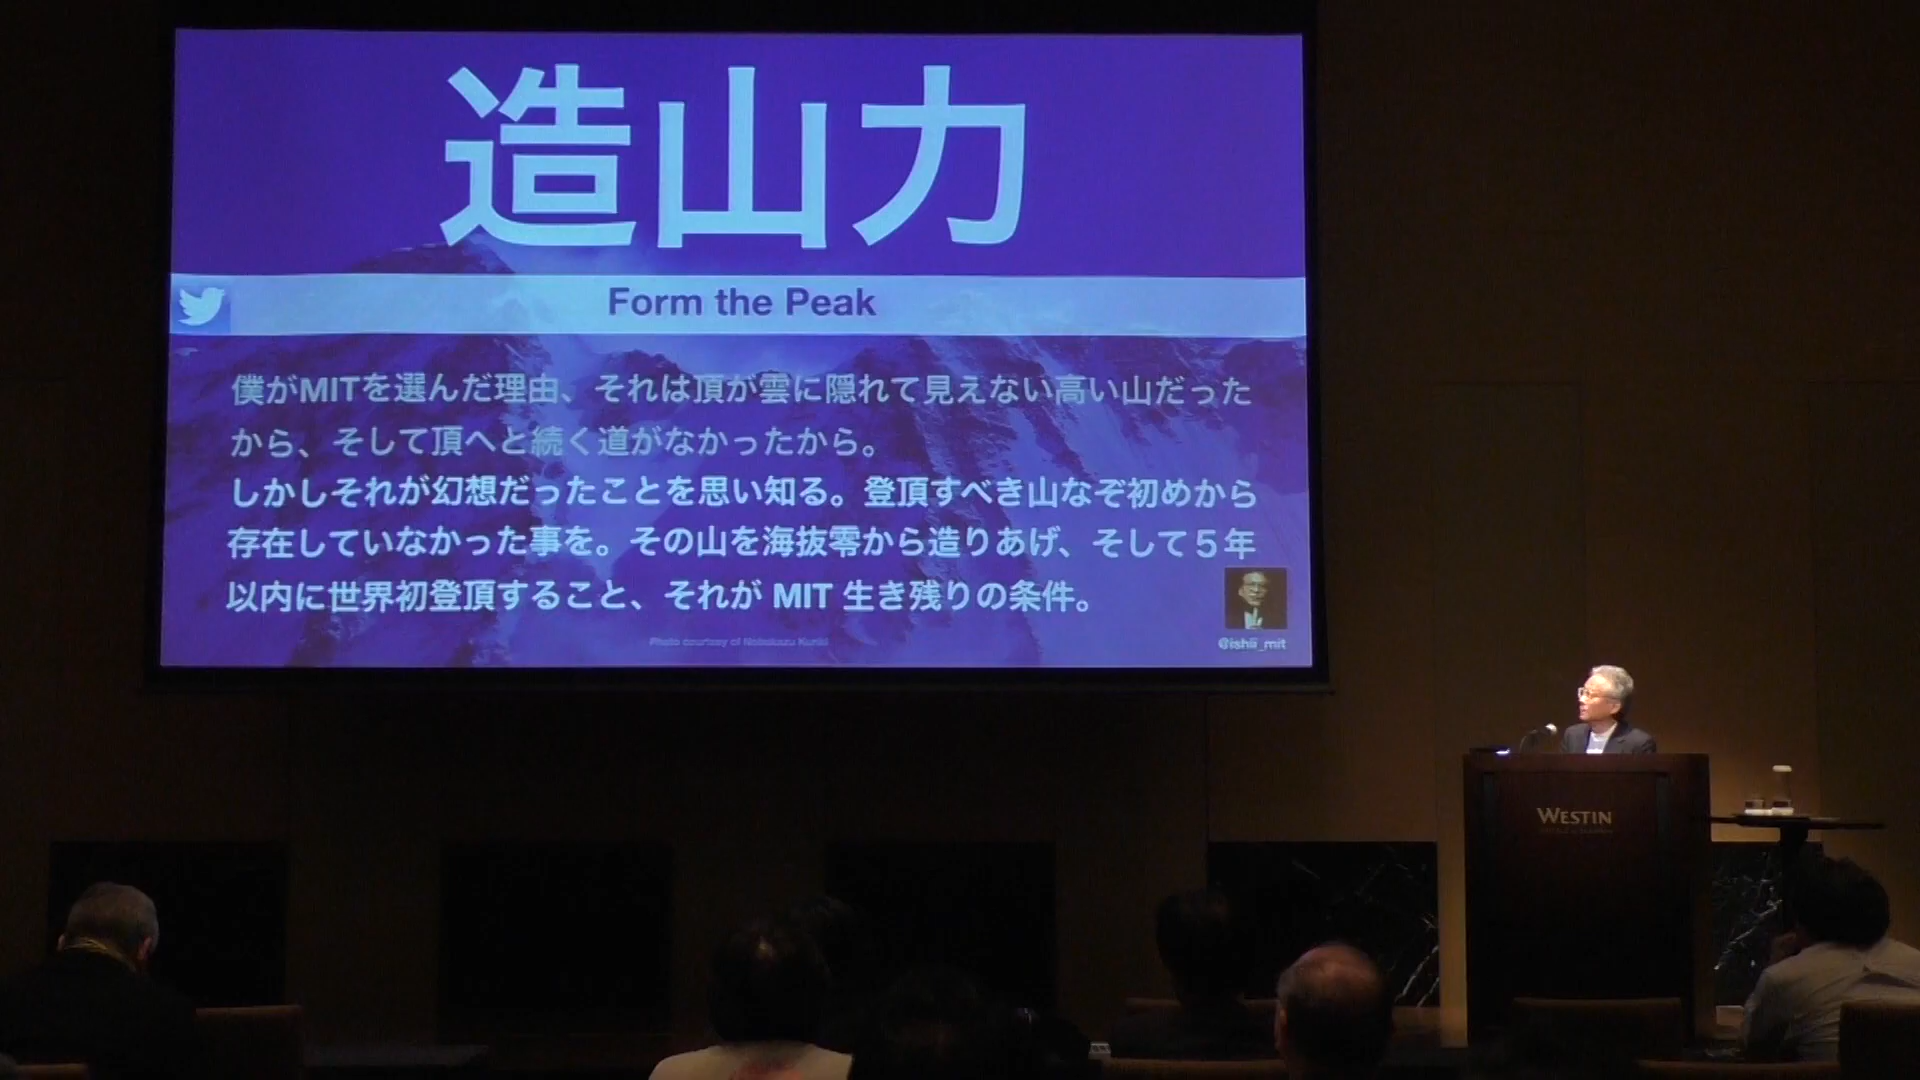 造山力
Form the Peak
僕がMITを選んだ理由、それは頂が雲に隠れて見えない高い山だった
から、そして頂へと続く道がなかったから。
しかしそれが幻想だったことを思い知る。登頂すべき山なぞ初めから
存在していなかった事を。その山を海抜零から造りあげ、そして５年
以内に世界初登頂すること、それが MIT 生き残りの条件。
Photo courtesy of Nobukazu Kuriki
@ishii_mit
WESTIN